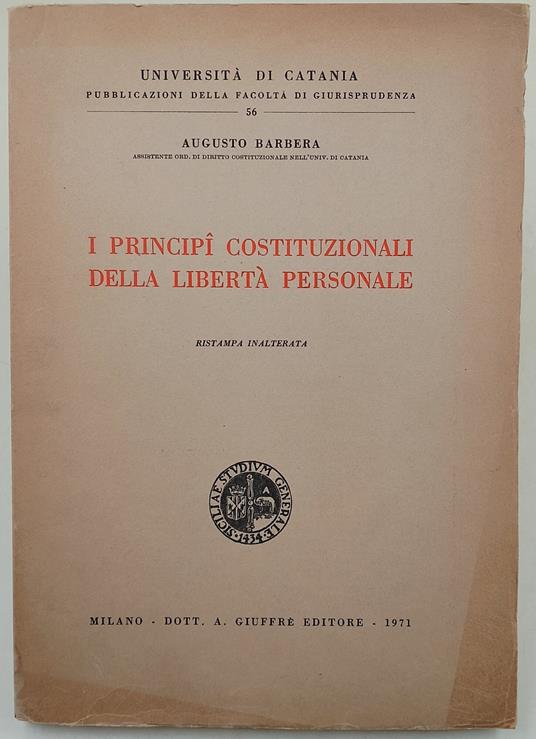 UNIVERSITÀ DI CATANIA
PUBBLICAZIONI DELLA FACOLTÀ DI GIURISPRUDENZA
56
AUGUSTO BARBERA
ASSISTENTE ORD. DI DIRITTO COSTITUZIONALE NELL'UNIV. DI CATANIA
I PRINCIPÎ COSTITUZIONALI
DELLA LIBERTÀ PERSONALE
RISTAMPA INALTERATA
SICILIAE STVDIVM GENERALE
· 1434 ·
A
MILANO - DOTT. A. GIUFFRÈ EDITORE - 1971